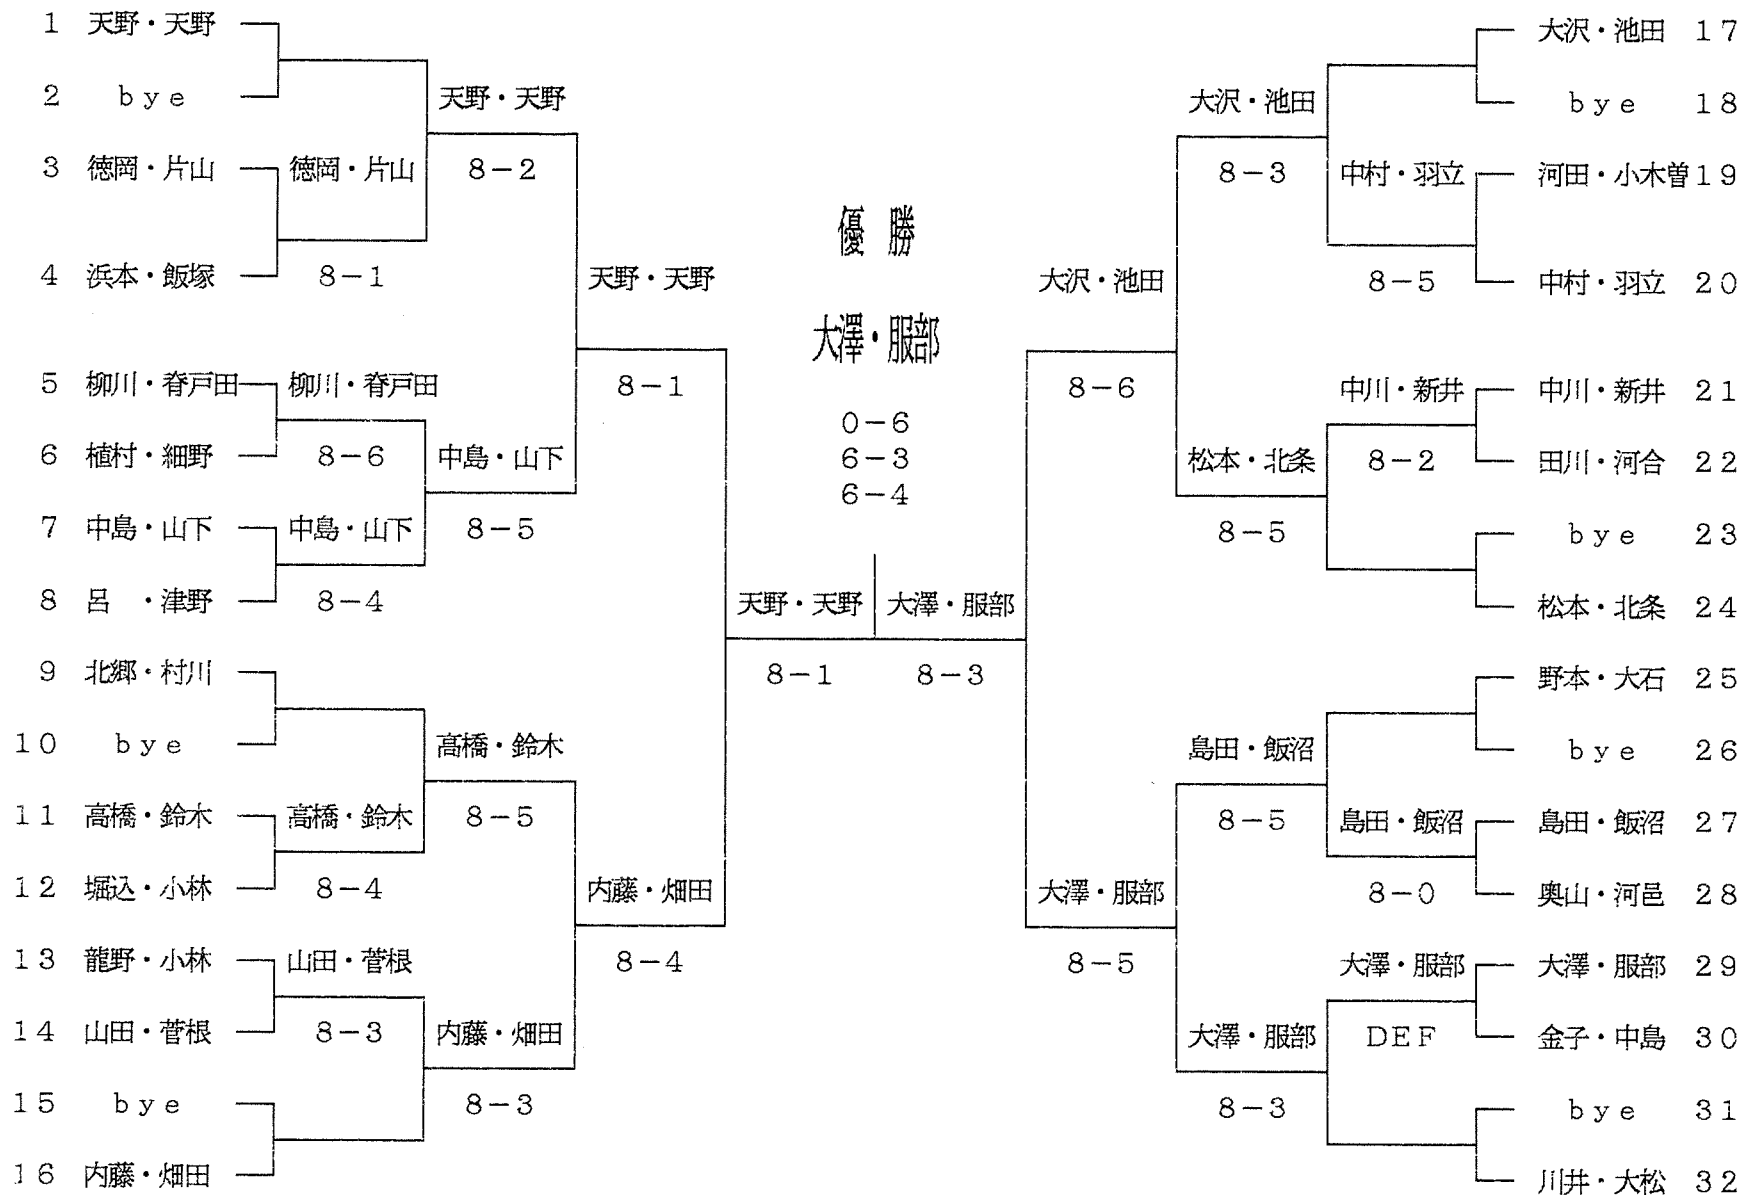 1 天野・天野
2 bye
3 徳岡・片山
4 浜本・飯塚
5 柳川・脊戸田
6 植村・細野
7 中島・山下
8 呂 ・津野
9 北郷・村川
10 bye
11 高橋・鈴木
12 堀込・小林
13 龍野・小林
14 山田・菅根
15 bye
16 内藤・畑田
徳岡・片山
8-1
柳川・脊戸田
8-6
中島・山下
8-4
高橋・鈴木
8-4
山田・菅根
8-3
天野・天野
8-2
中島・山下
8-5
高橋・鈴木
8-5
内藤・畑田
8-3
天野・天野
8-1
内藤・畑田
8-4
天野・天野
8-1
優勝
大澤・服部
0-6
6-3
6-4
大澤・服部
8-3
大沢・池田
8-6
大澤・服部
8-5
大沢・池田
8-3
松本・北条
8-5
島田・飯沼
8-5
大澤・服部
8-3
中村・羽立
8-5
中川・新井
8-2
島田・飯沼
8-0
大澤・服部
DEF
大沢・池田 17
bye 18
河田・小木曽 19
中村・羽立 20
中川・新井 21
田川・河合 22
bye 23
松本・北条 24
野本・大石 25
bye 26
島田・飯沼 27
奥山・河邑 28
大澤・服部 29
金子・中島 30
bye 31
川井・大松 32